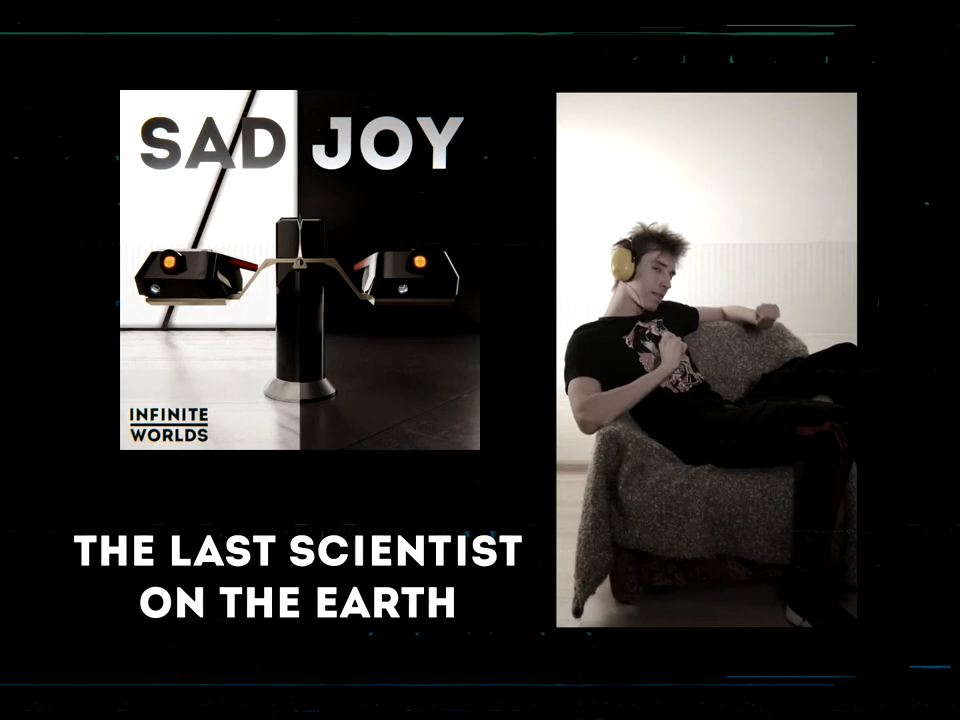 SAD JOY
INFINITE
WORLDS
THE LAST SCIENTIST
ON THE EARTH